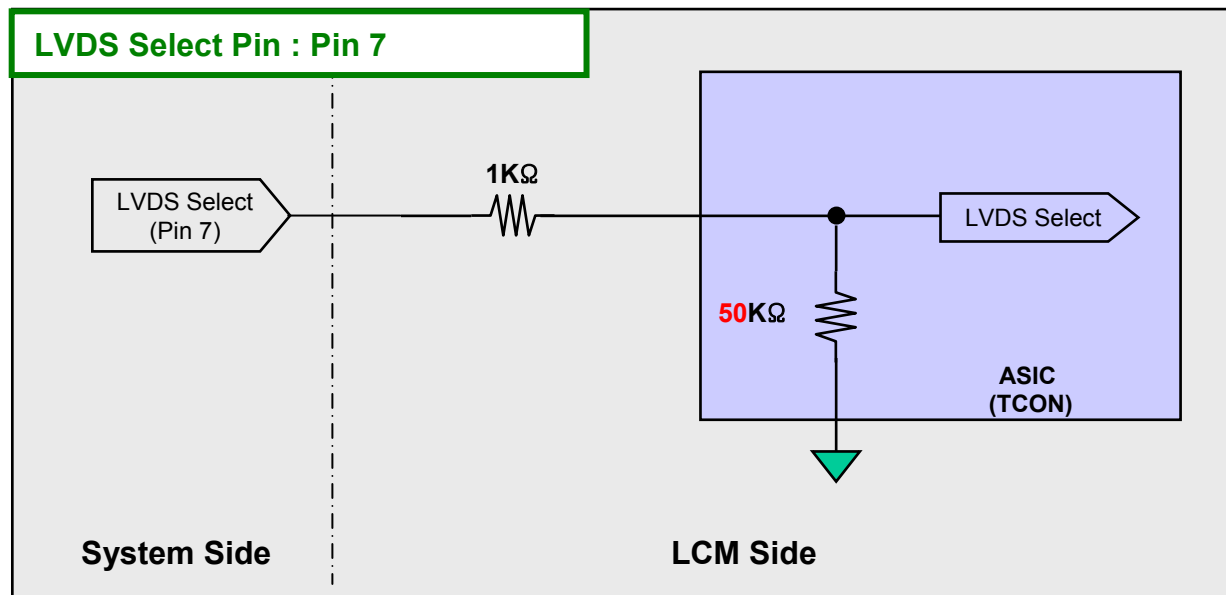 LVDS Select Pin : Pin 7
1KΩ
LVDS Select
(Pin 7)
LVDS Select
50KΩ
ASIC
(TCON)
System Side
LCM Side